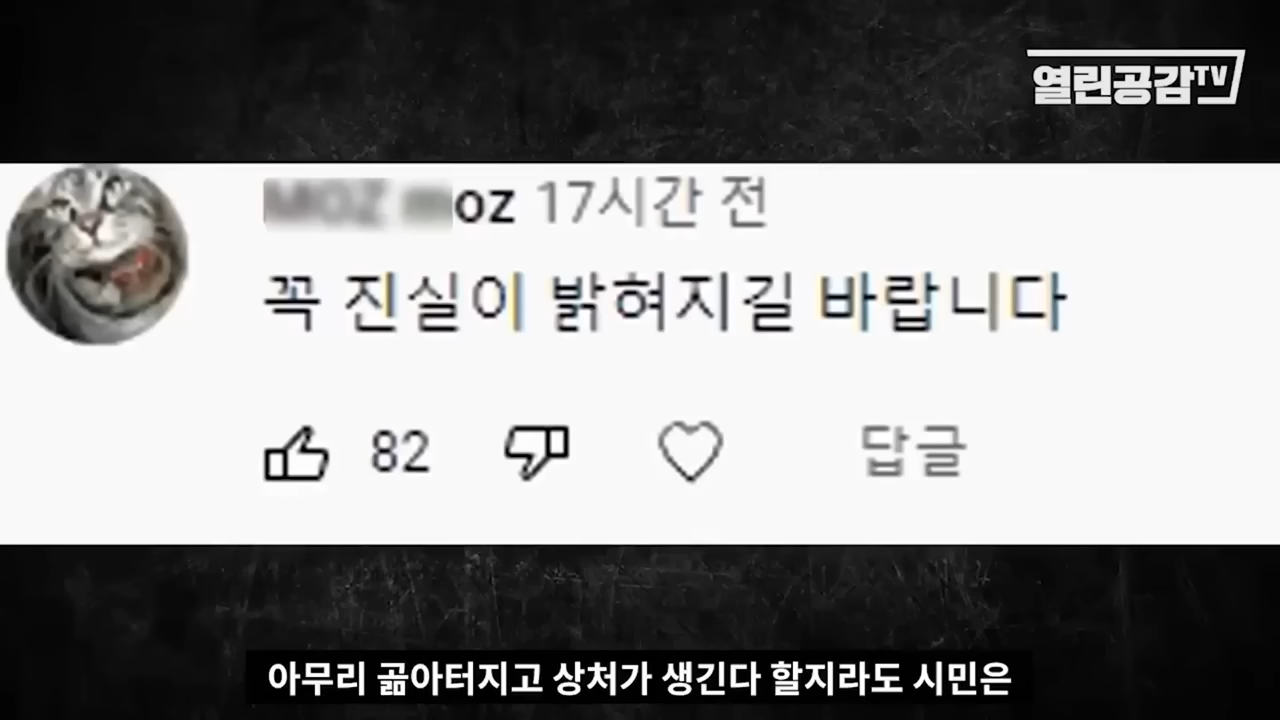 열린공감TV
oz 17시간 전
꼭 진실이 밝혀지길 바랍니다
82 답글
아무리 곪아터지고 상처가 생긴다 할지라도 시민은